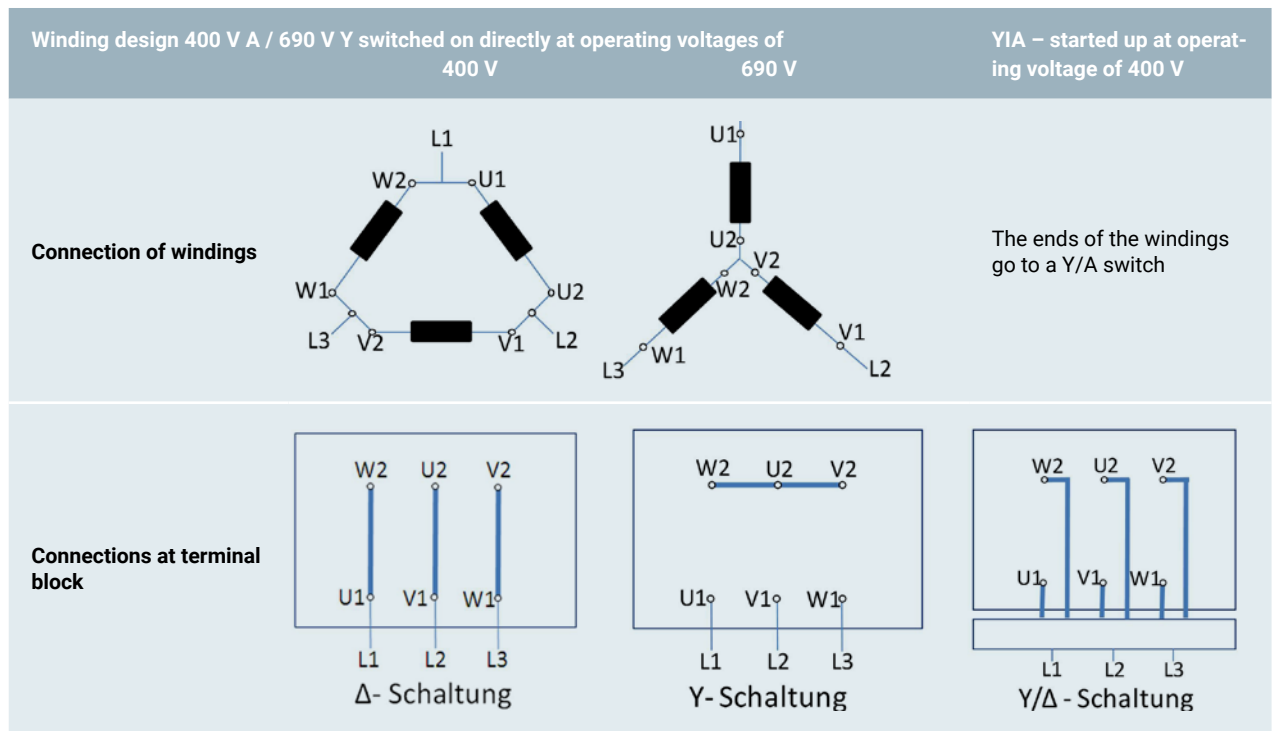 Winding design 400 V A / 690 V Y switched on directly at operating voltages of
400 V
690 V
YIA – started up at operat-
ing voltage of 400 V
Connection of windings
L1
W2
U1
W1
U2
L3
V2
V1
L2
U1
U2
V2
W2
V1
W1
L3
L2
The ends of the windings
go to a Y/A switch
Connections at terminal
block
W2 U2 V2
U1 V1 W1
L1 L2 L3
Δ- Schaltung
W2 U2 V2
U1 V1 W1
L1 L2 L3
Y- Schaltung
W2 U2 V2
U1 V1 W1
L1 L2 L3
Y/Δ - Schaltung